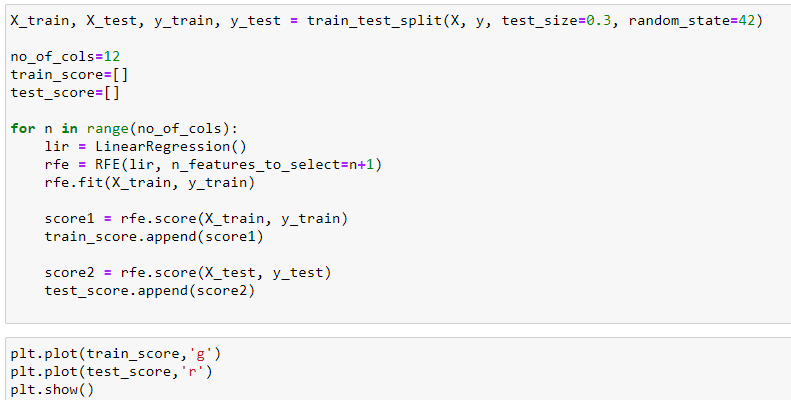 X_train, X_test, y_train, y_test = train_test_split(X, y, test_size=0.3, random_state=42)
no_of_cols=12
train_score=[]
test_score=[]
for n in range(no_of_cols):
    lir = LinearRegression()
    rfe = RFE(lir, n_features_to_select=n+1)
    rfe.fit(X_train, y_train)
    score1 = rfe.score(X_train, y_train)
    train_score.append(score1)
    score2 = rfe.score(X_test, y_test)
    test_score.append(score2)
plt.plot(train_score,'g')
plt.plot(test_score,'r')
plt.show()